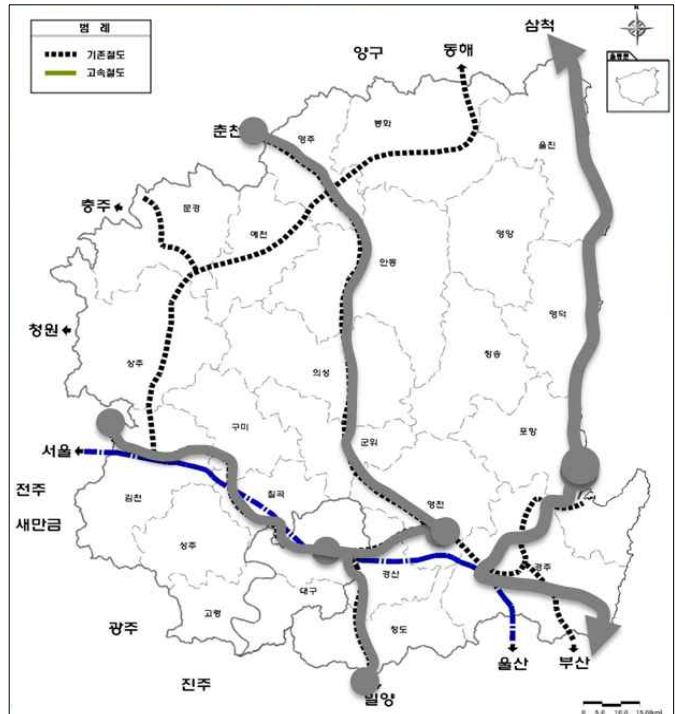 범 례
기존철도
고속철도
N
양구
동해
삼척
춘천
영주
봉화
울진
충주
문경
예천
영양
안동
청원
영덕
상주
의성
청송
구미
군위
포항
서울
김천
칠곡
영천
전주
새만금
상주
대구
경산
경주
고령
청도
광주
진주
밀양
울산
부산